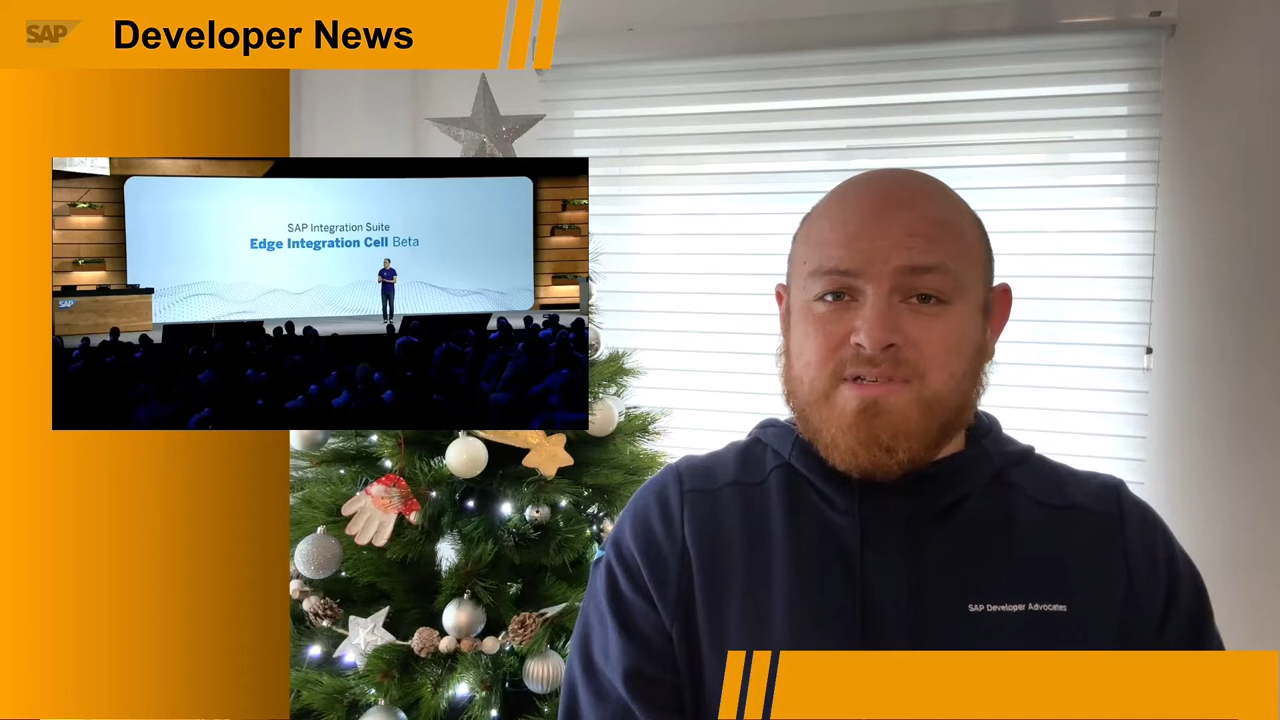 SAP
Developer News
SAP Integration Suite
Edge Integration Cell Beta
SAP
SAP Developer Advocates